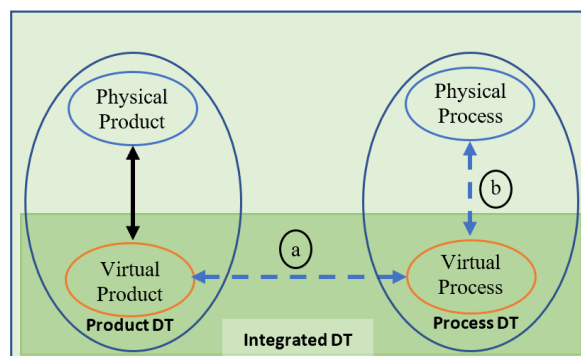 Physical
Product
Physical
Process
b
a
Virtual
Product
Virtual
Process
Product DT
Process DT
Integrated DT